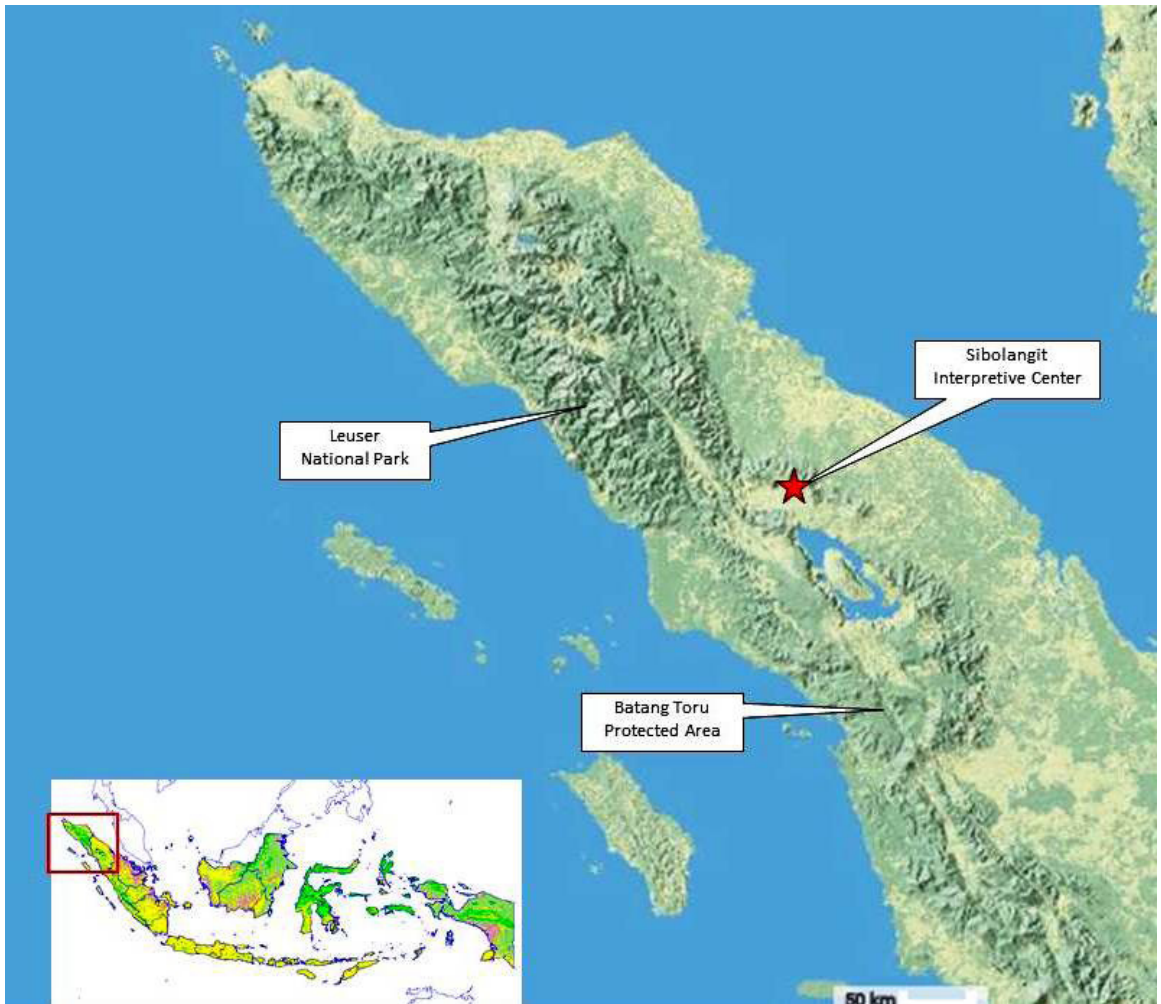 Sibolangit
Interpretive Center
Leuser
National Park
Batang Toru
Protected Area
50 km